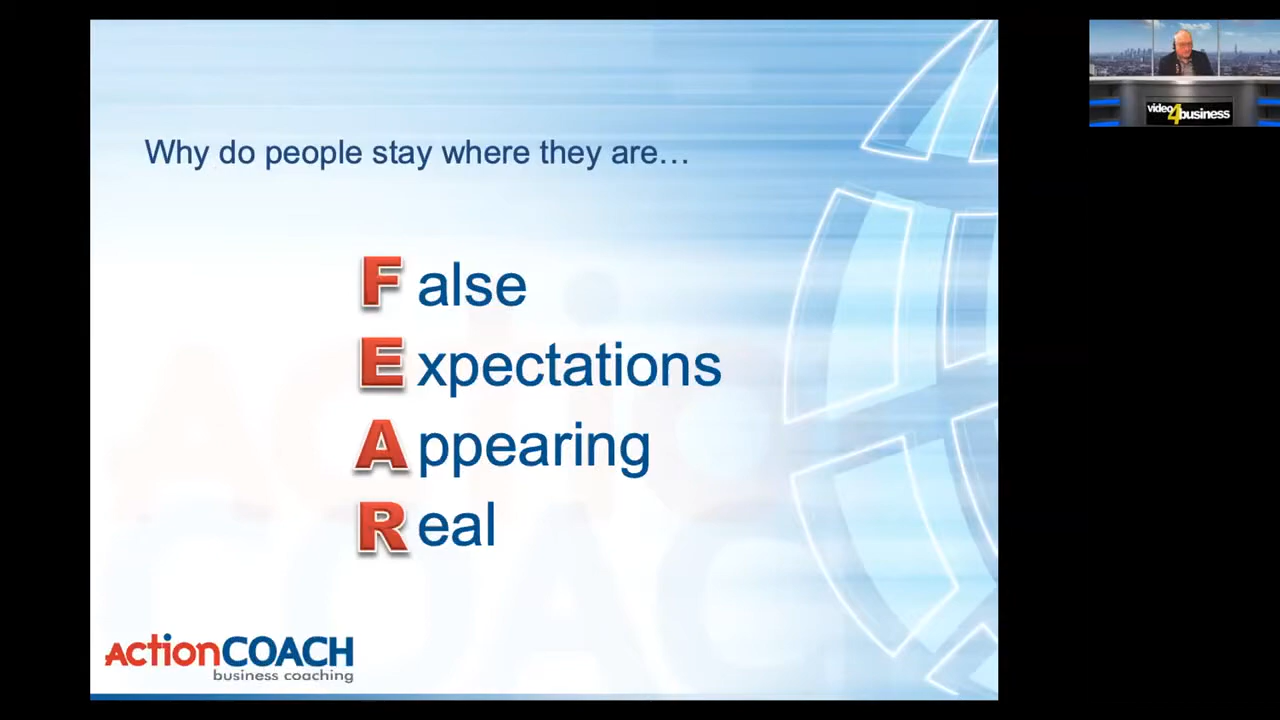 Why do people stay where they are…
False
Expectations
Appearing
Real
ActionCOACH
business coaching
video4business